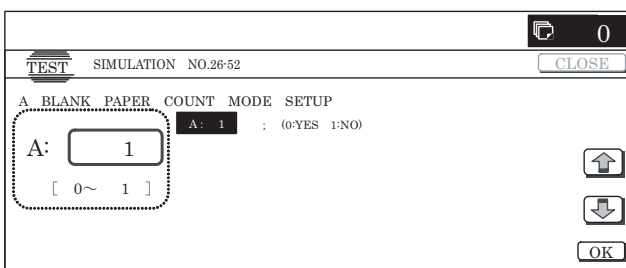 0
TEST SIMULATION NO.26-52 CLOSE
A BLANK PAPER COUNT MODE SETUP
A: 1 ; (0:YES 1:NO)
A: 1
[ 0～ 1 ]
OK